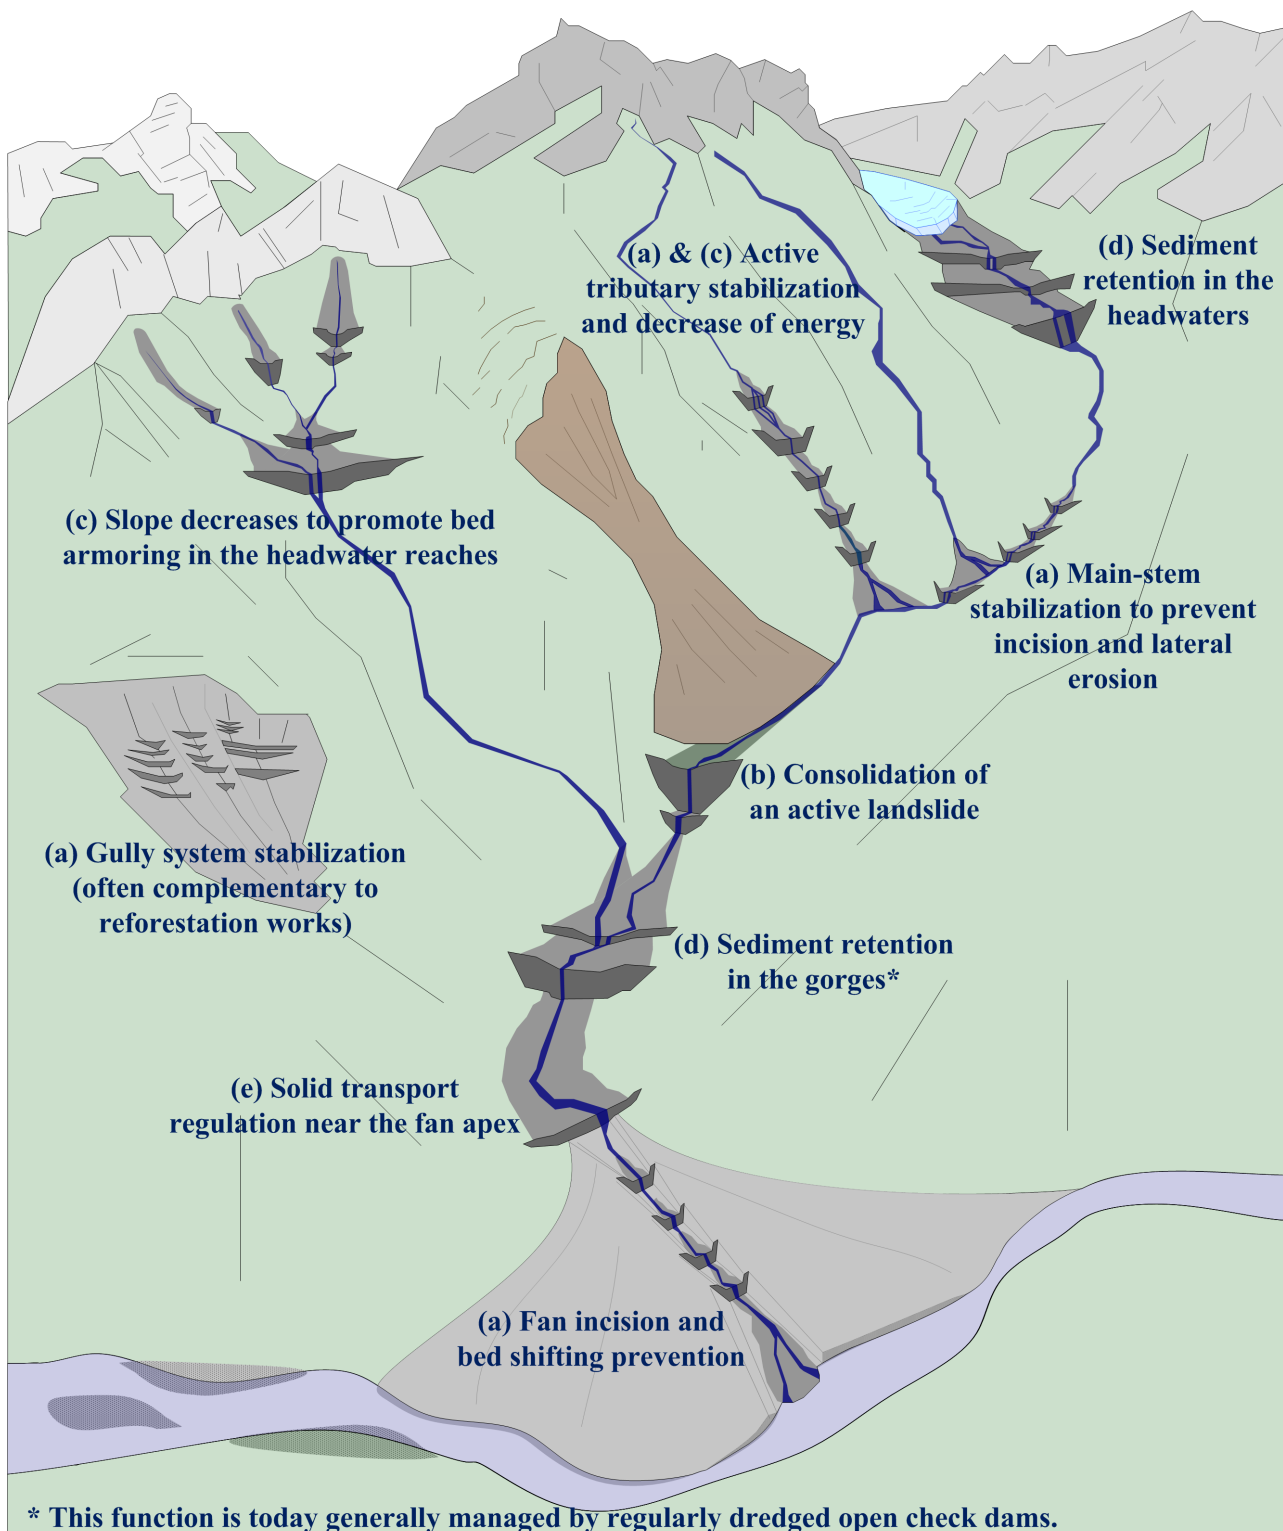 (a) & (c) Active
tributary stabilization
and decrease of energy
(d) Sediment
retention in the
headwaters
(c) Slope decreases to promote bed
armoring in the headwater reaches
(a) Main-stem
stabilization to prevent
incision and lateral
erosion
(b) Consolidation of
an active landslide
(a) Gully system stabilization
(often complementary to
reforestation works)
(d) Sediment retention
in the gorges*
(e) Solid transport
regulation near the fan apex
(a) Fan incision and
bed shifting prevention
* This function is today generally managed by regularly dredged open check dams.